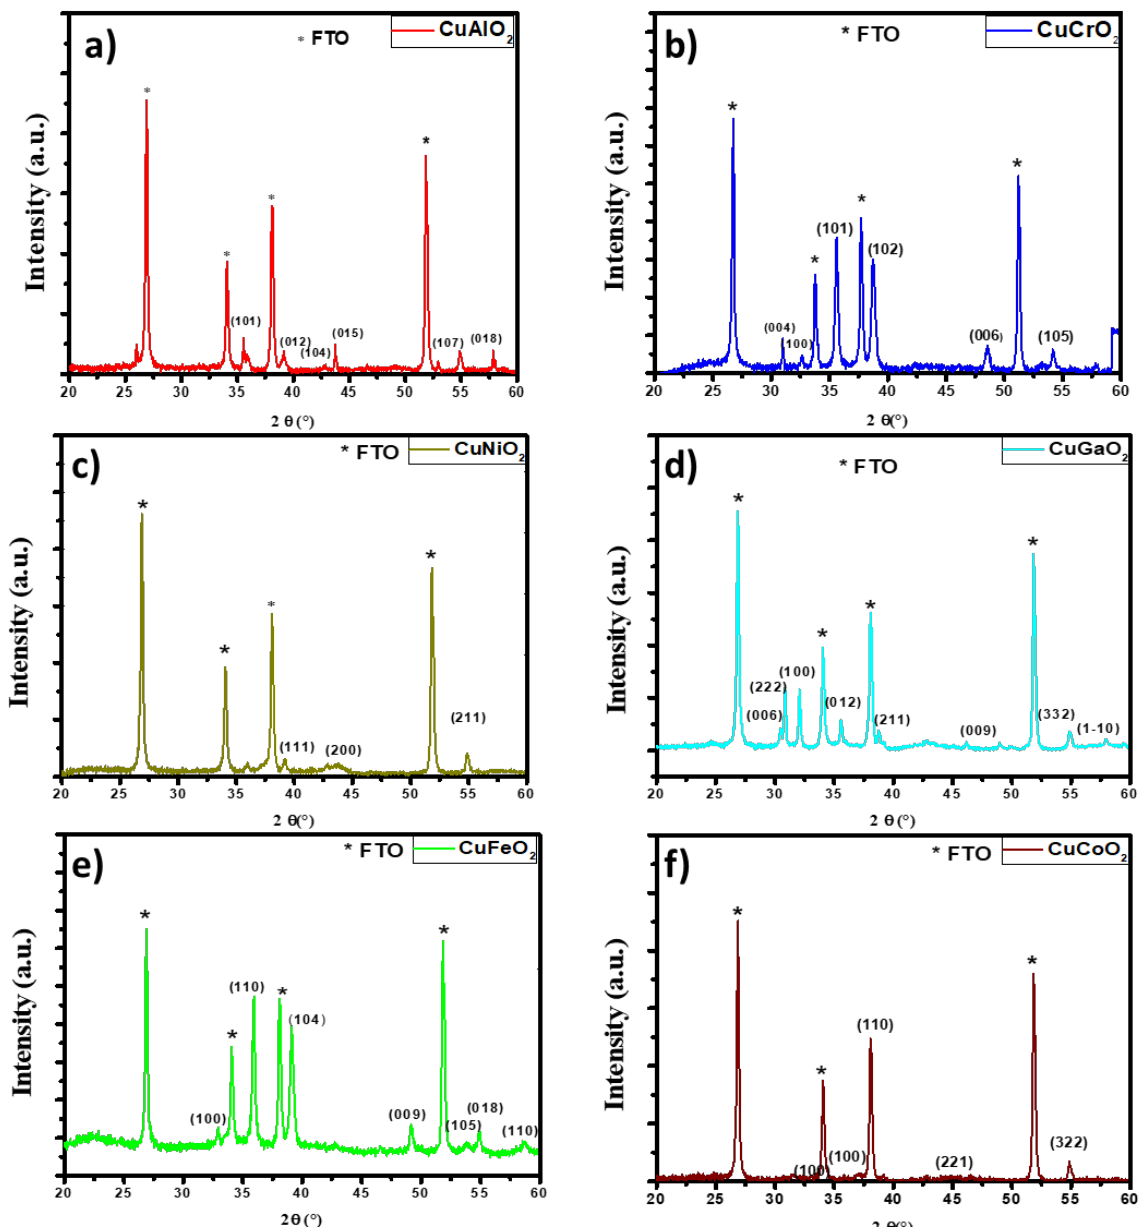 a)
* FTO
CuAlO2
*
*
*
*
(101)
(012)
(104)
(015)
(107)
(018)
Intensity (a.u.)
20 25 30 35 40 45 50 55 60
2 θ(°)
b)
* FTO
CuCrO2
*
*
*
*
(004)
(100)
(101)
(102)
(006)
(105)
Intensity (a.u.)
20 25 30 35 40 45 50 55 60
2 θ(°)
c)
* FTO
CuNiO2
*
*
*
*
(111)
(200)
(211)
Intensity (a.u.)
20 25 30 35 40 45 50 55 60
2 θ(°)
d)
* FTO
CuGaO2
*
*
*
*
(222)
(006)
(100)
(012)
(211)
(009)
(332)
(1-10)
Intensity (a.u.)
20 25 30 35 40 45 50 55 60
2 θ(°)
e)
* FTO
CuFeO2
*
*
*
*
(100)
(110)
(104)
(009)
(105)
(018)
(110)
Intensity (a.u.)
20 25 30 35 40 45 50 55 60
2θ(°)
f)
* FTO
CuCoO2
*
*
*
(100)
(100)
(110)
(221)
(322)
Intensity (a.u.)
20 25 30 35 40 45 50 55 60
2 θ(°)